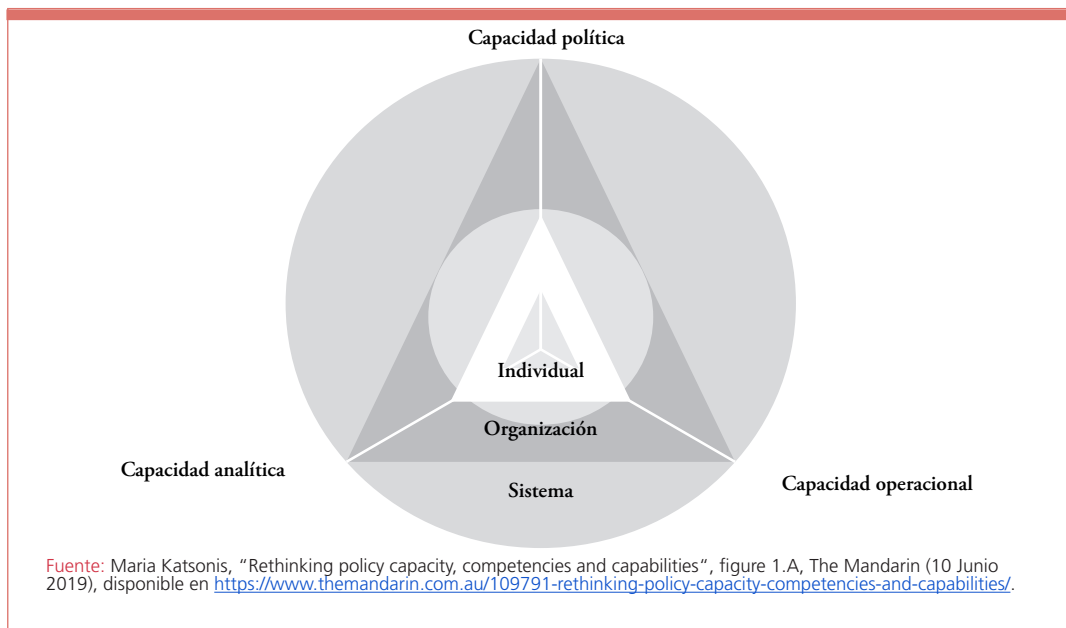 Capacidad política
Individual
Organización
Capacidad analítica
Sistema
Capacidad operacional
Fuente: Maria Katsonis, “Rethinking policy capacity, competencies and capabilities“, figure 1.A, The Mandarin (10 Junio
2019), disponible en https://www.themandarin.com.au/109791-rethinking-policy-capacity-competencies-and-capabilities/.